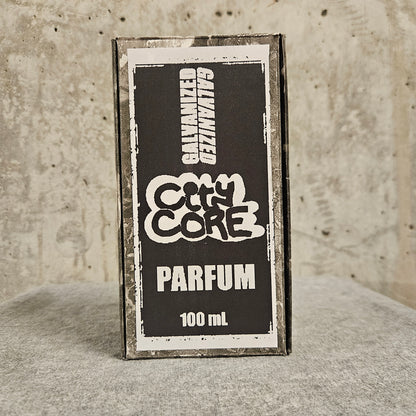 GALVANIZED
GALVANIZED
City
CORE
PARFUM
100 mL